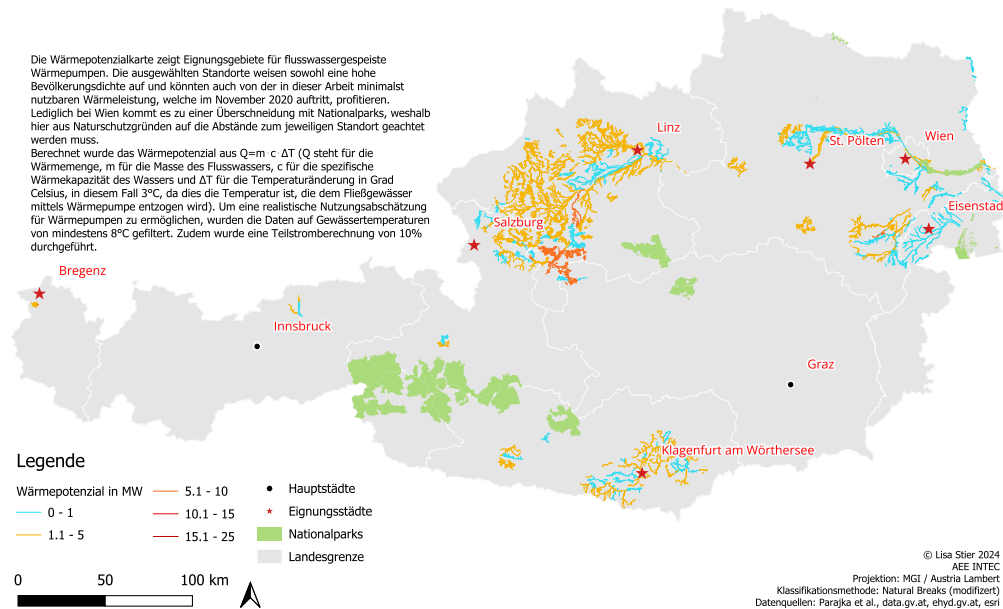 Die Wärmepotenzialkarte zeigt Eignungsgebiete für flusswassergespeiste
Wärmepumpen. Die ausgewählten Standorte weisen sowohl eine hohe
Bevölkerungsdichte auf und könnten auch von der in dieser Arbeit minimalst
nutzbaren Wärmeleistung, welche im November 2020 auftritt, profitieren.
Lediglich bei Wien kommt es zu einer Überschneidung mit Nationalparks, weshalb
hier aus Naturschutzgründen auf die Abstände zum jeweiligen Standort geachtet
werden muss.
Berechnet wurde das Wärmepotenzial aus Q=m·c·ΔT (Q steht für die
Wärmemenge, m für die Masse des Flusswassers, c für die spezifische
Wärmekapazität des Wassers und ΔT für die Temperaturänderung in Grad
Celsius, in diesem Fall 3°C, da dies die Temperatur ist, die dem Fließgewässer
mittels Wärmepumpe entzogen wird). Um eine realistische Nutzungsabschätzung
für Wärmepumpen zu ermöglichen, wurden die Daten auf Gewässertemperaturen
von mindestens 8°C gefiltert. Zudem wurde eine Teilstromberechnung von 10%
durchgeführt.
Linz
St. Pölten
Wien
Eisenstad
Salzburg
Bregenz
Innsbruck
Graz
Klagenfurt am Wörthersee
Legende
Wärmepotenzial in MW
0 - 1
1.1 - 5
5.1 - 10
10.1 - 15
15.1 - 25
Hauptstädte
Eignungsstädte
Nationalparks
Landesgrenze
0 50 100 km
© Lisa Stier 2024
AEE INTEC
Projektion: MGI / Austria Lambert
Klassifikationsmethode: Natural Breaks (modifizert)
Datenquellen: Parajka et al., data.gv.at, ehyd.gv.at, esri